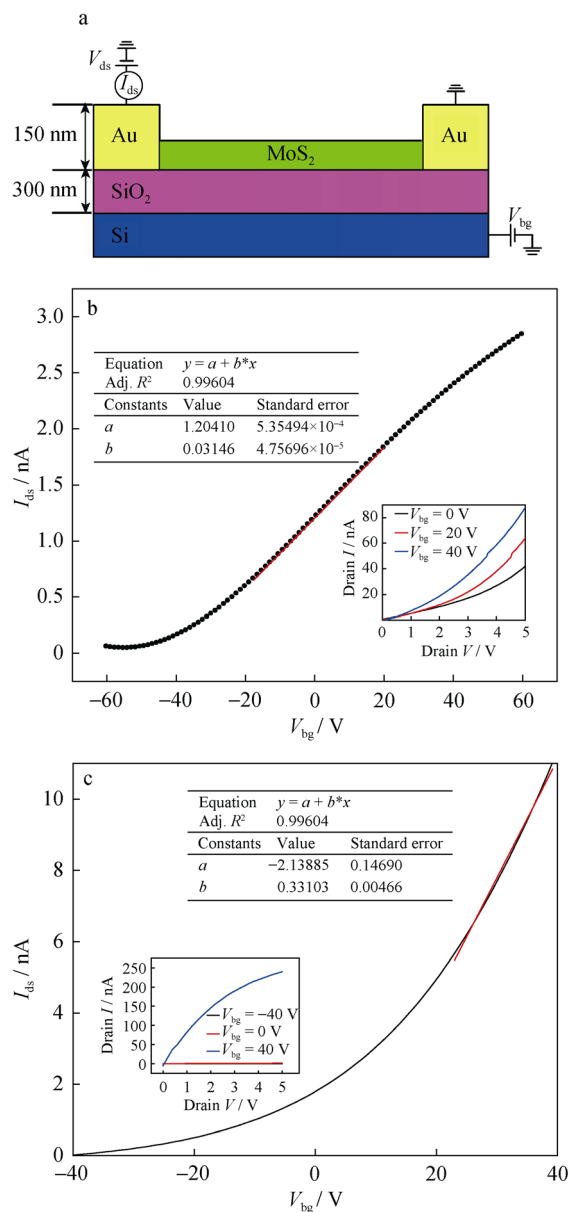 a
V_ds
I_ds
150 nm
Au
Au
MoS₂
300 nm
SiO₂
Si
V_bg
b
Equation y = a + b*x
Adj. R² 0.99604
Constants Value Standard error
a 1.20410 5.35494×10⁻⁴
b 0.03146 4.75696×10⁻⁵
3.0
2.5
2.0
1.5
1.0
0.5
0
I_ds / nA
−60 −40 −20 0 20 40 60
V_bg / V
80
60
40
20
Drain I / nA
V_bg = 0 V
V_bg = 20 V
V_bg = 40 V
0 1 2 3 4 5
Drain V / V
c
Equation y = a + b*x
Adj. R² 0.99604
Constants Value Standard error
a −2.13885 0.14690
b 0.33103 0.00466
10
8
6
4
2
0
I_ds / nA
−40 −20 0 20 40
V_bg / V
250
200
150
100
50
0
Drain I / nA
V_bg = −40 V
V_bg = 0 V
V_bg = 40 V
0 1 2 3 4 5
Drain V / V